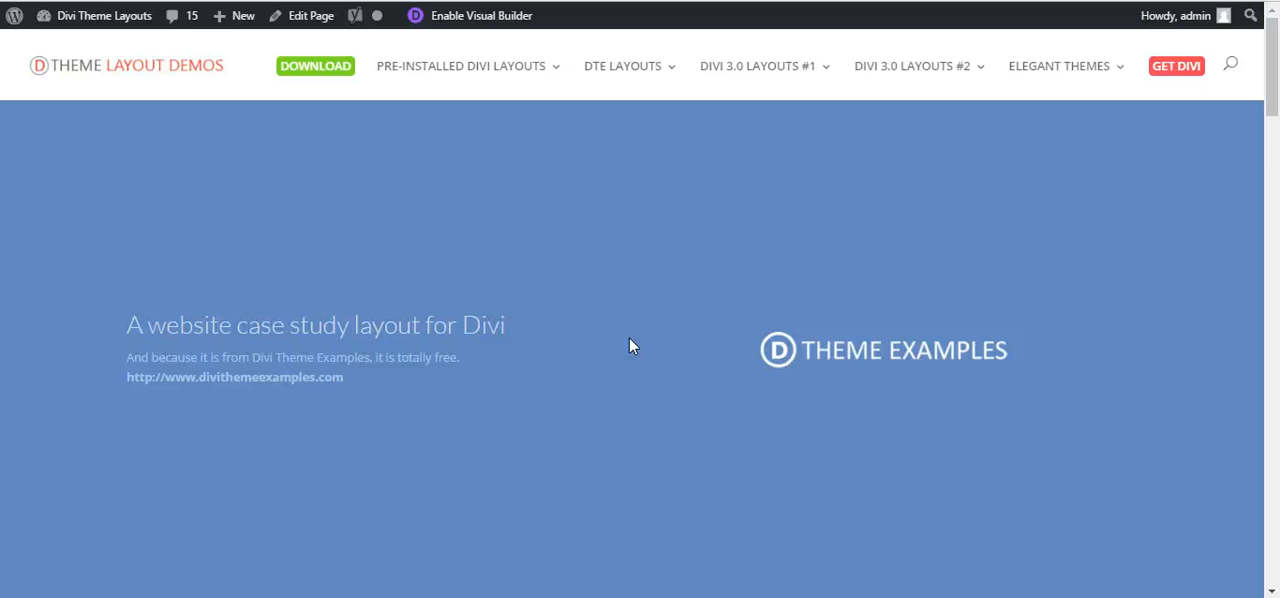 Divi Theme Layouts 15 New Edit Page Enable Visual Builder Howdy, admin
D THEME LAYOUT DEMOS DOWNLOAD PRE-INSTALLED DIVI LAYOUTS DTE LAYOUTS DIVI 3.0 LAYOUTS #1 DIVI 3.0 LAYOUTS #2 ELEGANT THEMES GET DIVI
A website case study layout for Divi
And because it is from Divi Theme Examples, it is totally free.
http://www.divithemeexamples.com
D THEME EXAMPLES